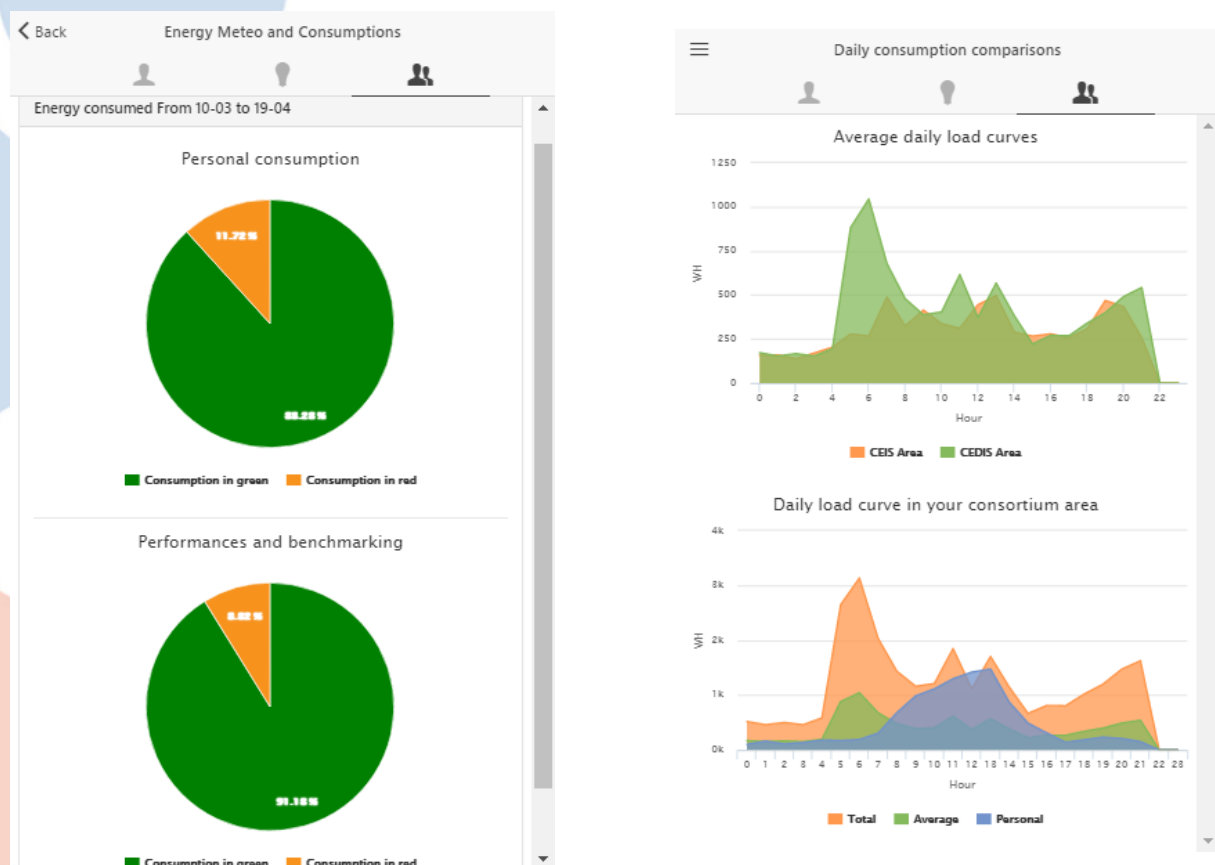 Back
Energy Meteo and Consumptions
Energy consumed From 10-03 to 19-04
Personal consumption
11.72 %
88.28 %
Consumption in green Consumption in red
Performances and benchmarking
8.82 %
91.18 %
Consumption in green Consumption in red
Daily consumption comparisons
Average daily load curves
1250
1000
750
500
250
0
WH
0 2 4 6 8 10 12 14 16 18 20 22
Hour
CEIS Area CEDIS Area
Daily load curve in your consortium area
4k
3k
2k
1k
0k
WH
0 1 2 3 4 5 6 7 8 9 10 11 12 13 14 15 16 17 18 19 20 21 22 23
Hour
Total Average Personal